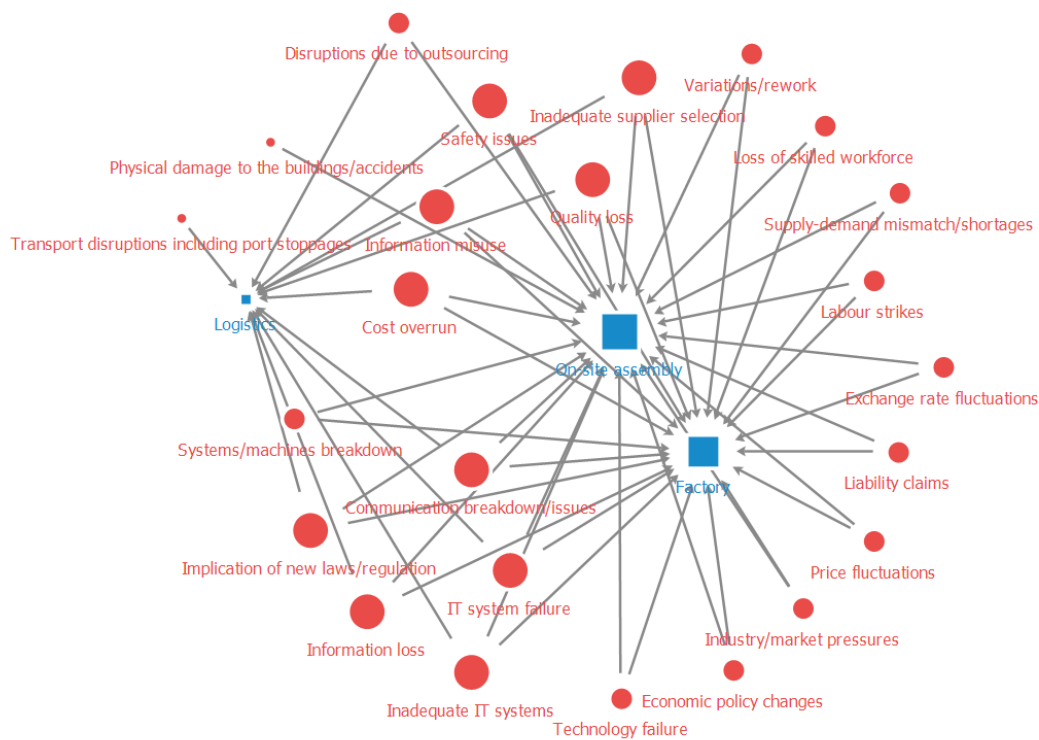 Disruptions due to outsourcing
Variations/rework
Inadequate supplier selection
Safety issues
Loss of skilled workforce
Physical damage to the buildings/accidents
Quality loss
Supply-demand mismatch/shortages
Transport disruptions including port stoppages
Information misuse
Labour strikes
Logistics
Cost overrun
On-site assembly
Exchange rate fluctuations
Systems/machines breakdown
Factory
Liability claims
Communication breakdown/issues
Implication of new laws/regulation
Price fluctuations
IT system failure
Industry/market pressures
Information loss
Inadequate IT systems
Economic policy changes
Technology failure